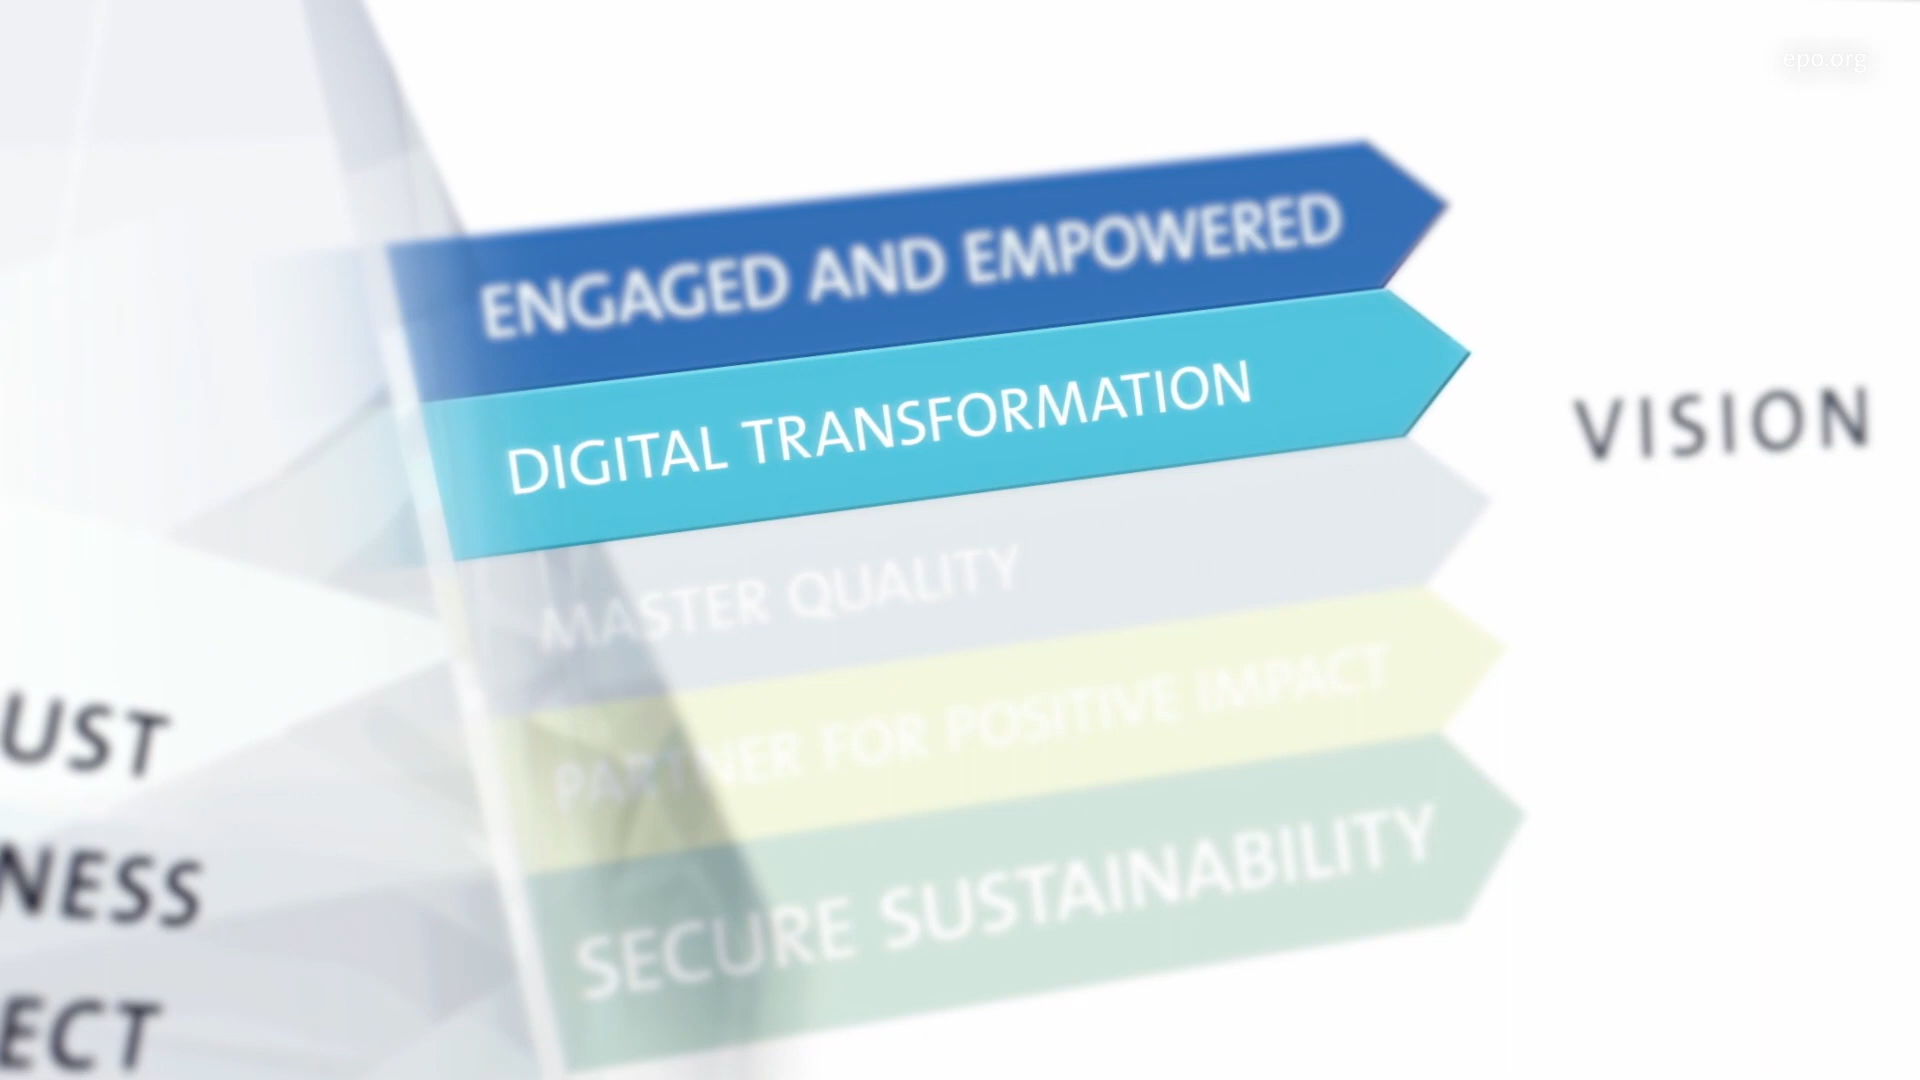 epo.org
ENGAGED AND EMPOWERED
DIGITAL TRANSFORMATION
VISION
MASTER QUALITY
PARTNER FOR POSITIVE IMPACT
UST
SECURE SUSTAINABILITY
NESS
ECT